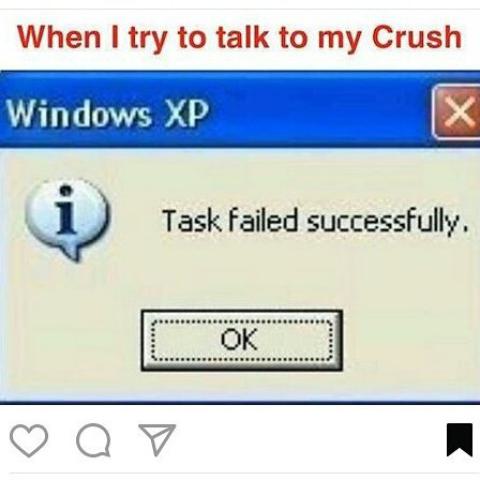 When I try to talk to my Crush
Windows XP
Task failed successfully.
OK